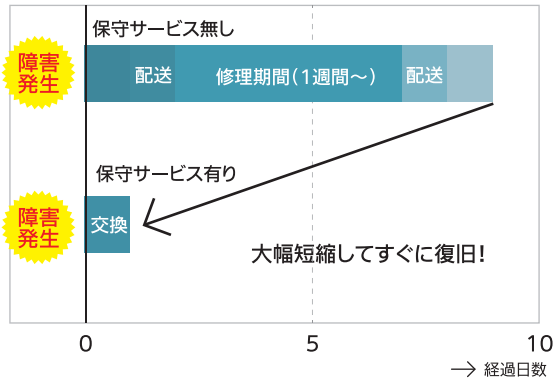 保守サービス無し
障害
発生
配送
修理期間(1週間～)
配送
保守サービス有り
障害
発生
交換
大幅短縮してすぐに復旧!
0
5
10
→ 経過日数